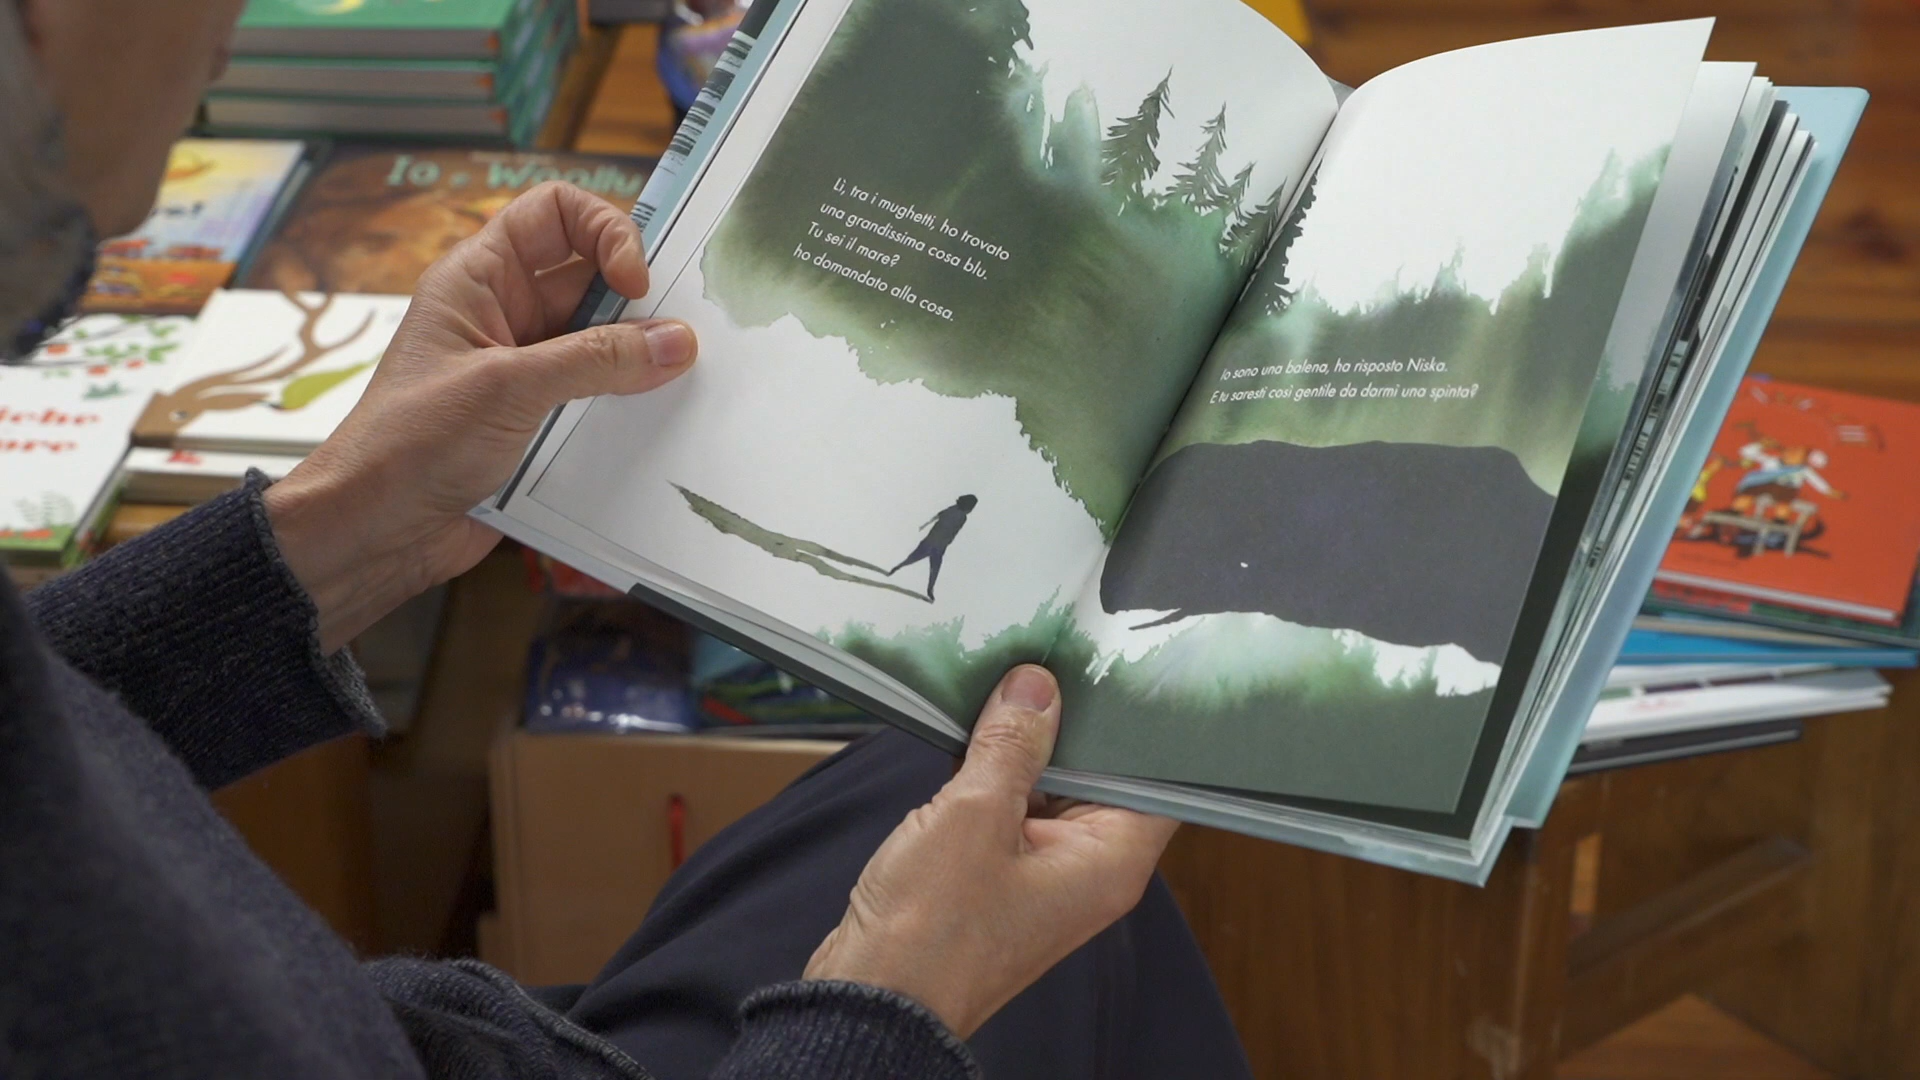 Io e Woolly
Lì, tra i mughetti, ho trovato
una grandissima cosa blu.
Tu sei il mare?
ho domandato alla cosa.
Io sono una balena, ha risposto Niska.
E tu saresti così gentile da darmi una spinta?